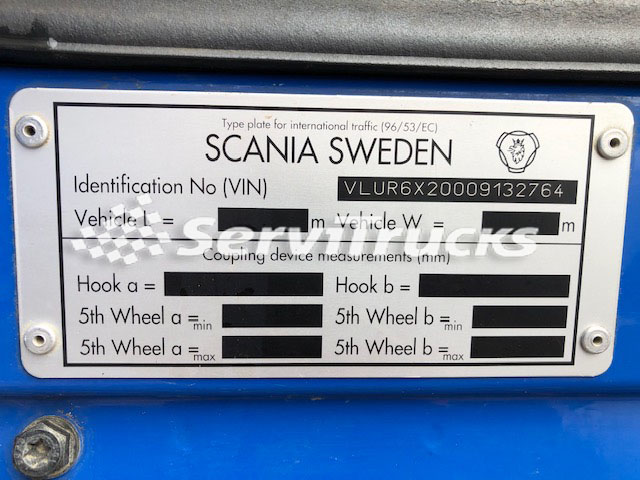 Type plate for international traffic (96/53/EC)
SCANIA SWEDEN
Identification No (VIN) VLUR6X20009132764
Vehicle L = m Vehicle W = m
ServiTrucks
Coupling device measurements (mm)
Hook a = Hook b =
5th Wheel a =min 5th Wheel b =min
5th Wheel a =max 5th Wheel b =max